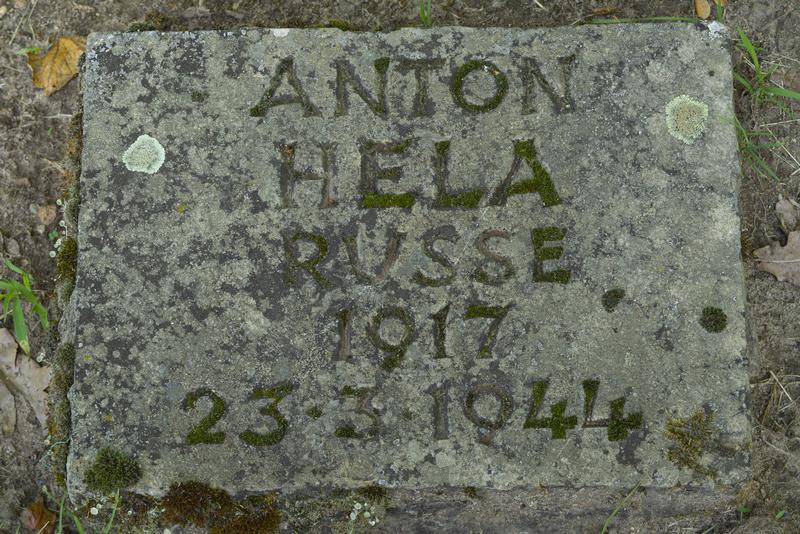 ANTON
HELA
RUSSE
1917
23·3·1944